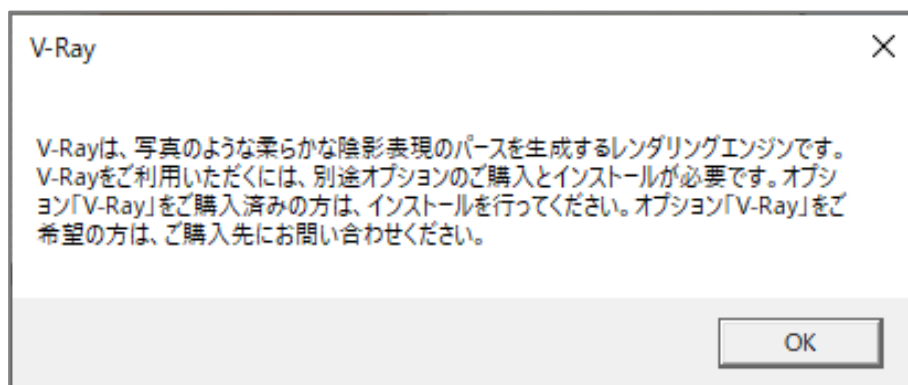 V-Ray
V-Rayは、写真のような柔らかな陰影表現のパースを生成するレンダリングエンジンです。
V-Rayをご利用いただくには、別途オプションのご購入とインストールが必要です。オプシ
ョン「V-Ray」をご購入済みの方は、インストールを行ってください。オプション「V-Ray」をご
希望の方は、ご購入先にお問い合わせください。
OK